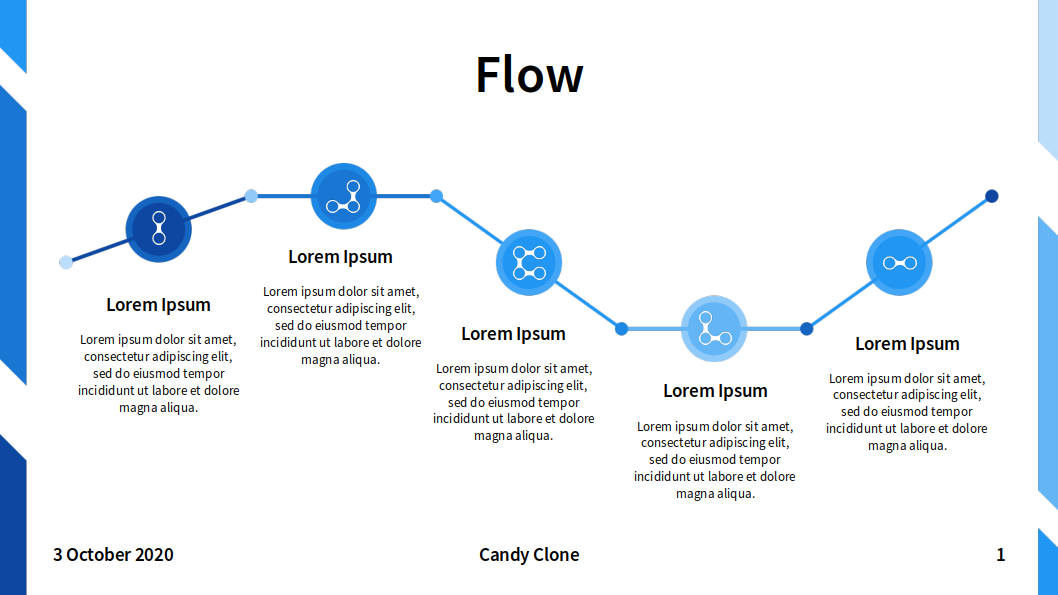 Flow
Lorem Ipsum
Lorem ipsum dolor sit amet,
consectetur adipiscing elit,
sed do eiusmod tempor
incididunt ut labore et dolore
magna aliqua.
Lorem Ipsum
Lorem ipsum dolor sit amet,
consectetur adipiscing elit,
sed do eiusmod tempor
incididunt ut labore et dolore
magna aliqua.
Lorem Ipsum
Lorem ipsum dolor sit amet,
consectetur adipiscing elit,
sed do eiusmod tempor
incididunt ut labore et dolore
magna aliqua.
Lorem Ipsum
Lorem ipsum dolor sit amet,
consectetur adipiscing elit,
sed do eiusmod tempor
incididunt ut labore et dolore
magna aliqua.
Lorem Ipsum
Lorem ipsum dolor sit amet,
consectetur adipiscing elit,
sed do eiusmod tempor
incididunt ut labore et dolore
magna aliqua.
3 October 2020
Candy Clone
1